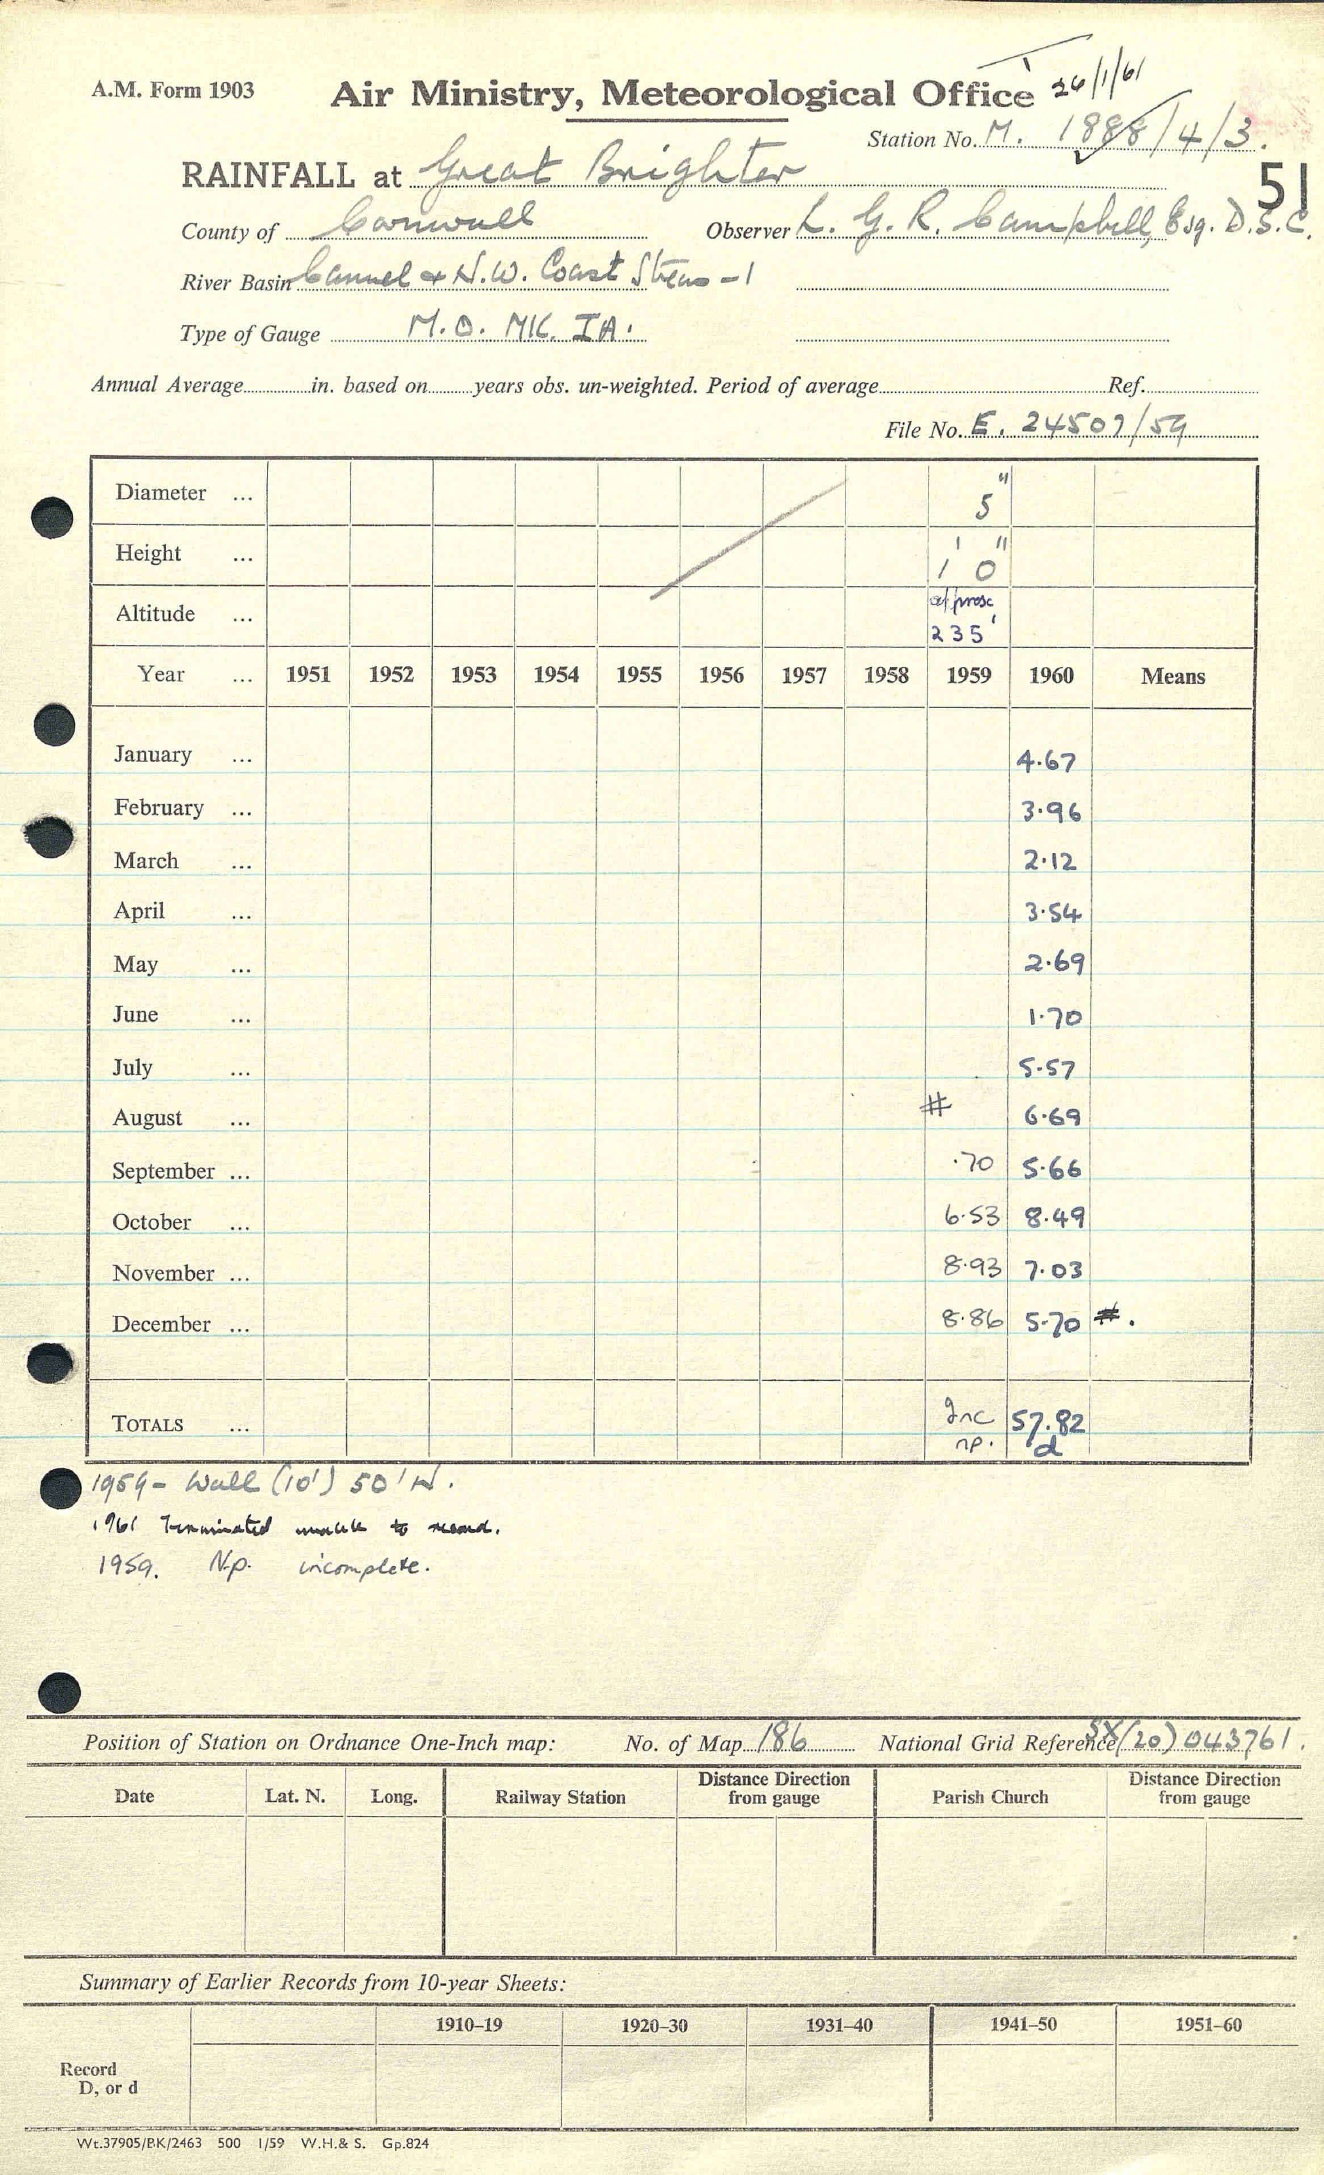 26/1/61
A.M. Form 1903 Air Ministry, Meteorological Office
Station No. M. 1888/4/3.
RAINFALL at Great Brighter
51
County of Cornwall Observer L. G. R. Campbell, Esq. D.S.C.
River Basin Gannel & N.W. Coast Streams - 1
Type of Gauge M.O. MK. IA.
Annual Average in. based on years obs. un-weighted. Period of average Ref.
File No. E. 24507/59
Diameter ... 5"
Height ... 1' 0"
Altitude ... approx 235'
Year ... 1951 1952 1953 1954 1955 1956 1957 1958 1959 1960 Means
January ... 4.67
February ... 3.96
March ... 2.12
April ... 3.54
May ... 2.69
June ... 1.70
July ... 5.57
August ... # 6.69
September ... .70 5.66
October ... 6.53 8.49
November ... 8.93 7.03
December ... 8.86 5.70 #.
TOTALS ... Inc np. 57.82 d
1959 - Wall (10') 50' N.
1961 Terminated unable to record.
1959. N.p. incomplete.
Position of Station on Ordnance One-Inch map: No. of Map 186 National Grid Reference SX(20) 043761.
Date Lat. N. Long. Railway Station Distance Direction from gauge Parish Church Distance Direction from gauge
Summary of Earlier Records from 10-year Sheets:
1910–19 1920–30 1931–40 1941–50 1951–60
Record
D, or d
Wt.37905/BK/2463 500 1/59 W.H.& S. Gp.824